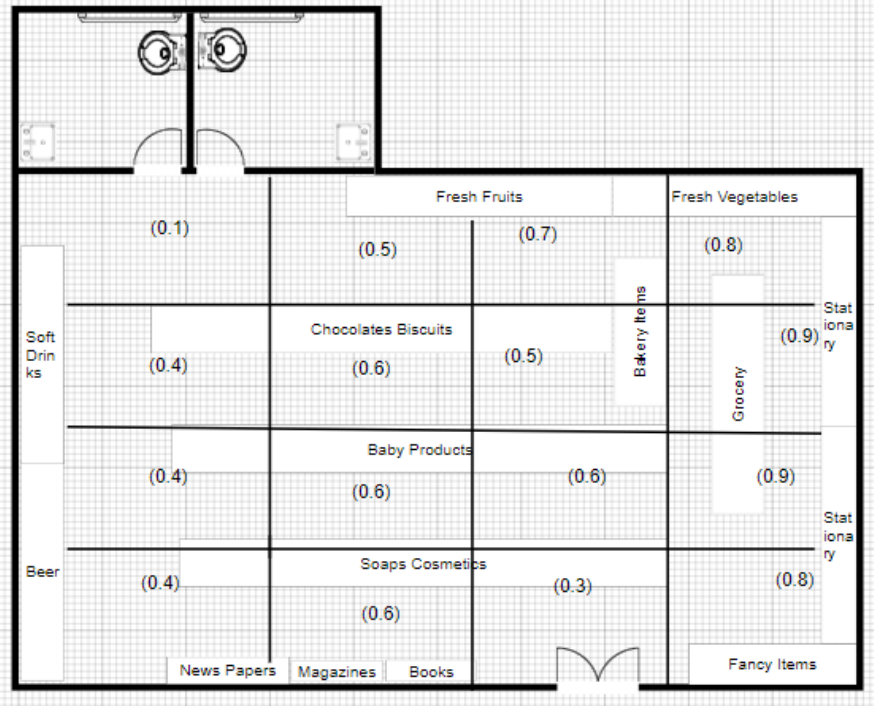 Fresh Fruits
Fresh Vegetables
(0.1)
(0.5)
(0.7)
(0.8)
Soft
Drin
ks
Chocolates Biscuits
Bakery Items
Stat
iona
ry
(0.9)
(0.4)
(0.6)
(0.5)
Grocery
Baby Products
(0.4)
(0.6)
(0.6)
(0.9)
Stat
iona
ry
Beer
Soaps Cosmetics
(0.4)
(0.6)
(0.3)
(0.8)
News Papers
Magazines
Books
Fancy Items